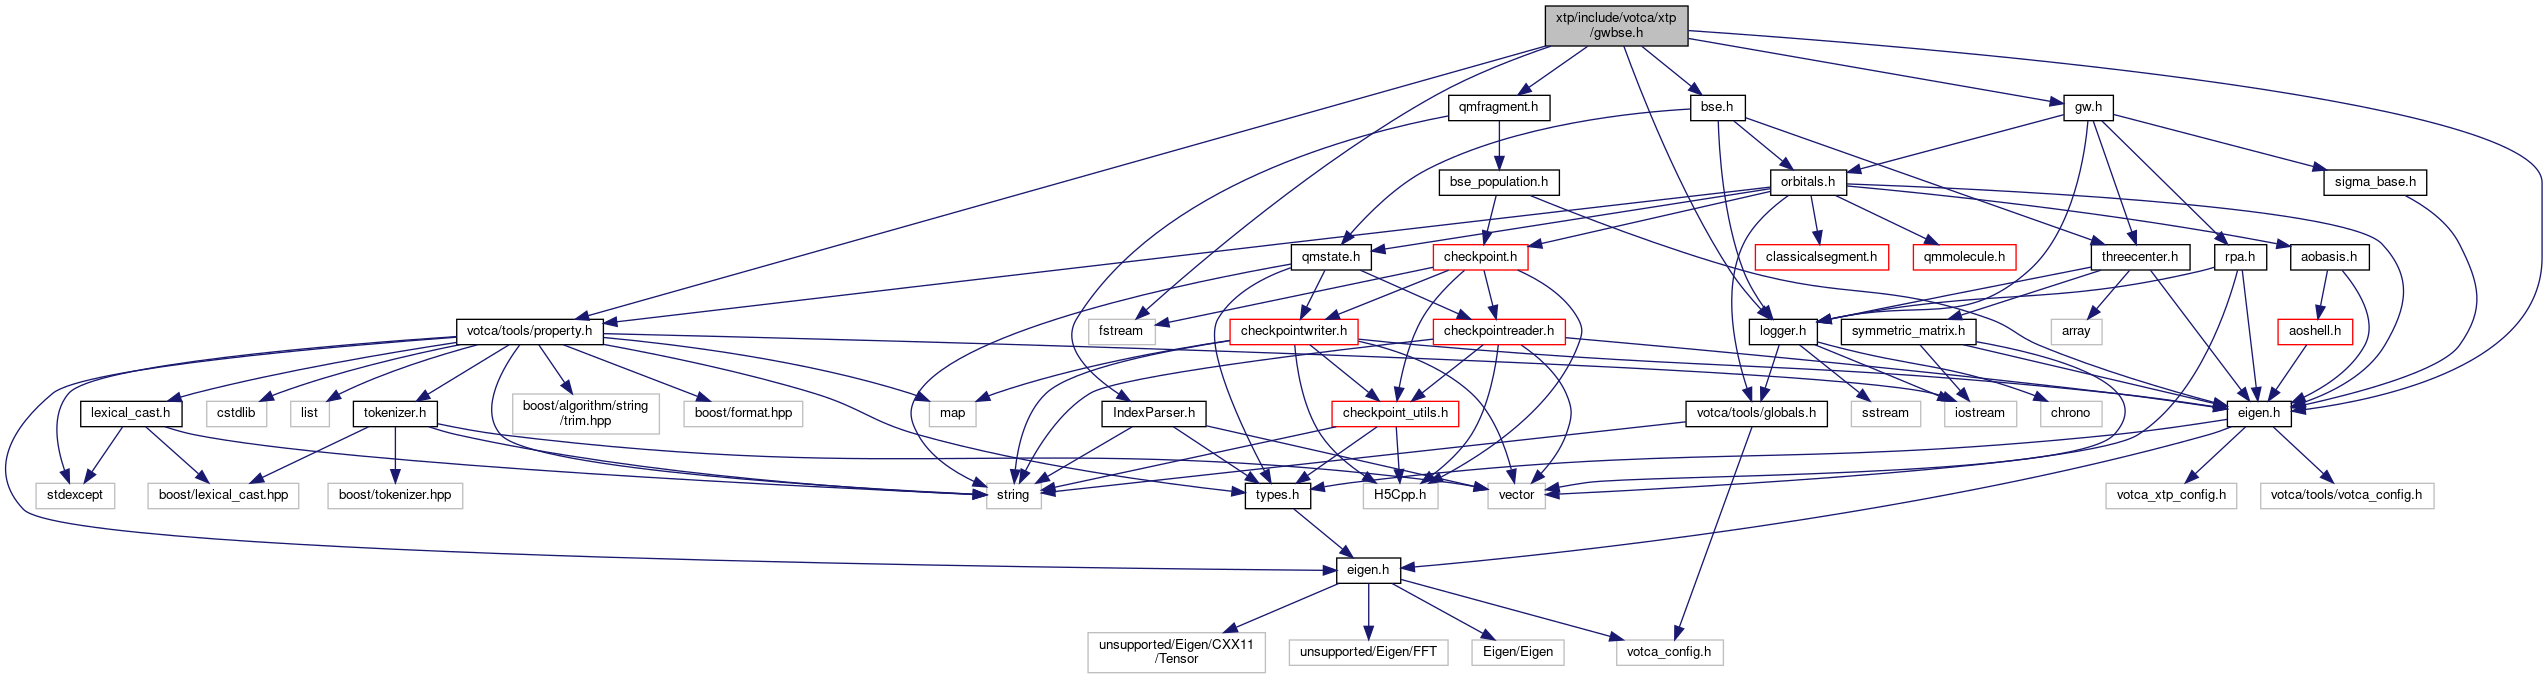 xtp/include/votca/xtp
/gwbse.h
qmfragment.h
bse.h
gw.h
bse_population.h
orbitals.h
sigma_base.h
qmstate.h
checkpoint.h
classicalsegment.h
qmmolecule.h
threecenter.h
rpa.h
aobasis.h
votca/tools/property.h
fstream
checkpointwriter.h
checkpointreader.h
logger.h
symmetric_matrix.h
array
aoshell.h
lexical_cast.h
cstdlib
list
tokenizer.h
boost/algorithm/string
/trim.hpp
boost/format.hpp
map
IndexParser.h
checkpoint_utils.h
votca/tools/globals.h
sstream
iostream
chrono
eigen.h
stdexcept
boost/lexical_cast.hpp
boost/tokenizer.hpp
string
types.h
H5Cpp.h
vector
votca_xtp_config.h
votca/tools/votca_config.h
eigen.h
unsupported/Eigen/CXX11
/Tensor
unsupported/Eigen/FFT
Eigen/Eigen
votca_config.h